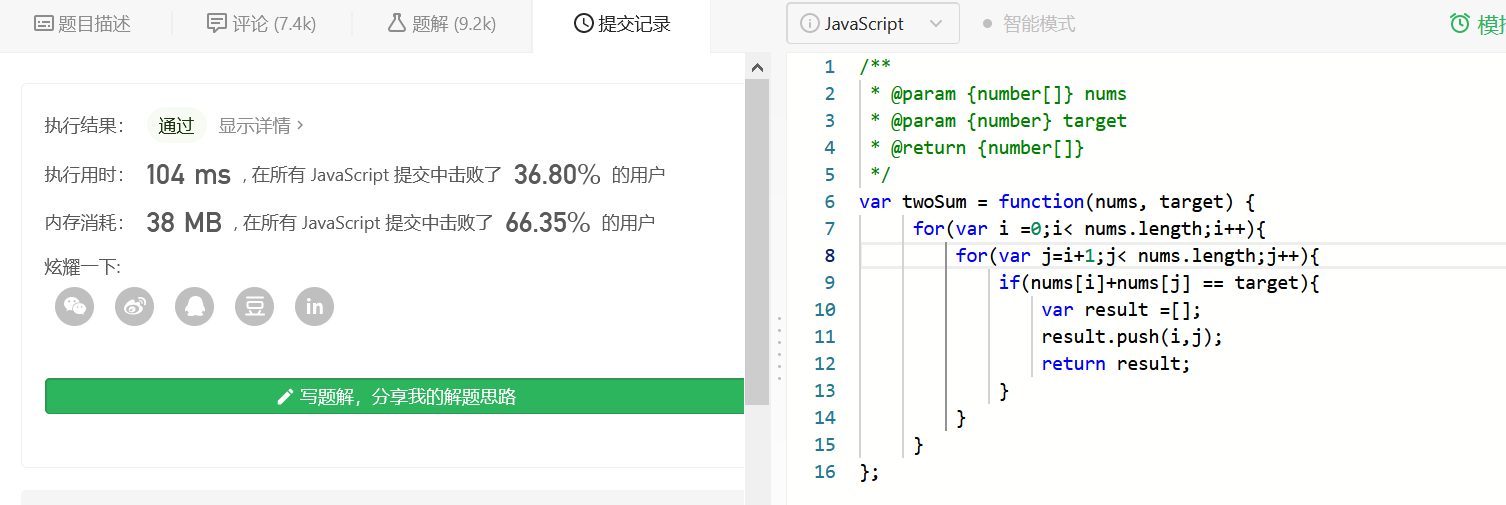 题目描述
评论 (7.4k)
题解 (9.2k)
提交记录
执行结果：
通过
显示详情 ›
执行用时：
104 ms , 在所有 JavaScript 提交中击败了 36.80% 的用户
内存消耗：
38 MB , 在所有 JavaScript 提交中击败了 66.35% 的用户
炫耀一下:
豆
in
写题解，分享我的解题思路
JavaScript
智能模式
1 /**
2  * @param {number[]} nums
3  * @param {number} target
4  * @return {number[]}
5  */
6 var twoSum = function(nums, target) {
7     for(var i =0;i< nums.length;i++){
8         for(var j=i+1;j< nums.length;j++){
9             if(nums[i]+nums[j] == target){
10                 var result =[];
11                 result.push(i,j);
12                 return result;
13             }
14         }
15     }
16 };